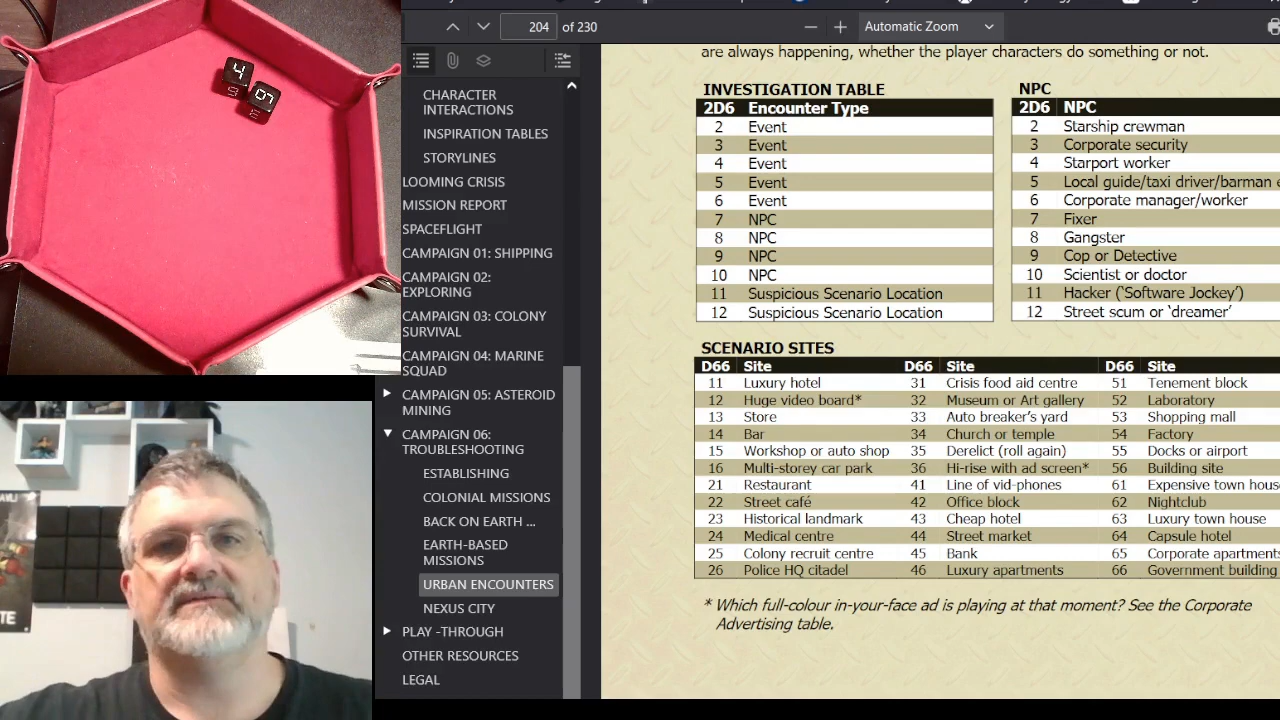 4
07
204 of 230
Automatic Zoom
CHARACTER
INTERACTIONS
INSPIRATION TABLES
STORYLINES
LOOMING CRISIS
MISSION REPORT
SPACEFLIGHT
CAMPAIGN 01: SHIPPING
CAMPAIGN 02:
EXPLORING
CAMPAIGN 03: COLONY
SURVIVAL
CAMPAIGN 04: MARINE
SQUAD
CAMPAIGN 05: ASTEROID
MINING
CAMPAIGN 06:
TROUBLESHOOTING
ESTABLISHING
COLONIAL MISSIONS
BACK ON EARTH ...
EARTH-BASED
MISSIONS
URBAN ENCOUNTERS
NEXUS CITY
PLAY -THROUGH
OTHER RESOURCES
LEGAL
are always happening, whether the player characters do something or not.
INVESTIGATION TABLE
2D6 Encounter Type
2 Event
3 Event
4 Event
5 Event
6 Event
7 NPC
8 NPC
9 NPC
10 NPC
11 Suspicious Scenario Location
12 Suspicious Scenario Location
NPC
2D6 NPC
2 Starship crewman
3 Corporate security
4 Starport worker
5 Local guide/taxi driver/barman
6 Corporate manager/worker
7 Fixer
8 Gangster
9 Cop or Detective
10 Scientist or doctor
11 Hacker ('Software Jockey')
12 Street scum or 'dreamer'
SCENARIO SITES
D66 Site D66 Site D66 Site
11 Luxury hotel 31 Crisis food aid centre 51 Tenement block
12 Huge video board* 32 Museum or Art gallery 52 Laboratory
13 Store 33 Auto breaker's yard 53 Shopping mall
14 Bar 34 Church or temple 54 Factory
15 Workshop or auto shop 35 Derelict (roll again) 55 Docks or airport
16 Multi-storey car park 36 Hi-rise with ad screen* 56 Building site
21 Restaurant 41 Line of vid-phones 61 Expensive town hous
22 Street café 42 Office block 62 Nightclub
23 Historical landmark 43 Cheap hotel 63 Luxury town house
24 Medical centre 44 Street market 64 Capsule hotel
25 Colony recruit centre 45 Bank 65 Corporate apartments
26 Police HQ citadel 46 Luxury apartments 66 Government building
* Which full-colour in-your-face ad is playing at that moment? See the Corporate
Advertising table.